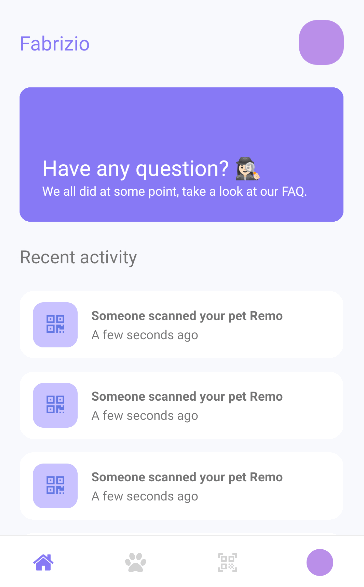 Fabrizio
Have any question? 🕵🏻‍♀️
We all did at some point, take a look at our FAQ.
Recent activity
Someone scanned your pet Remo
A few seconds ago
Someone scanned your pet Remo
A few seconds ago
Someone scanned your pet Remo
A few seconds ago